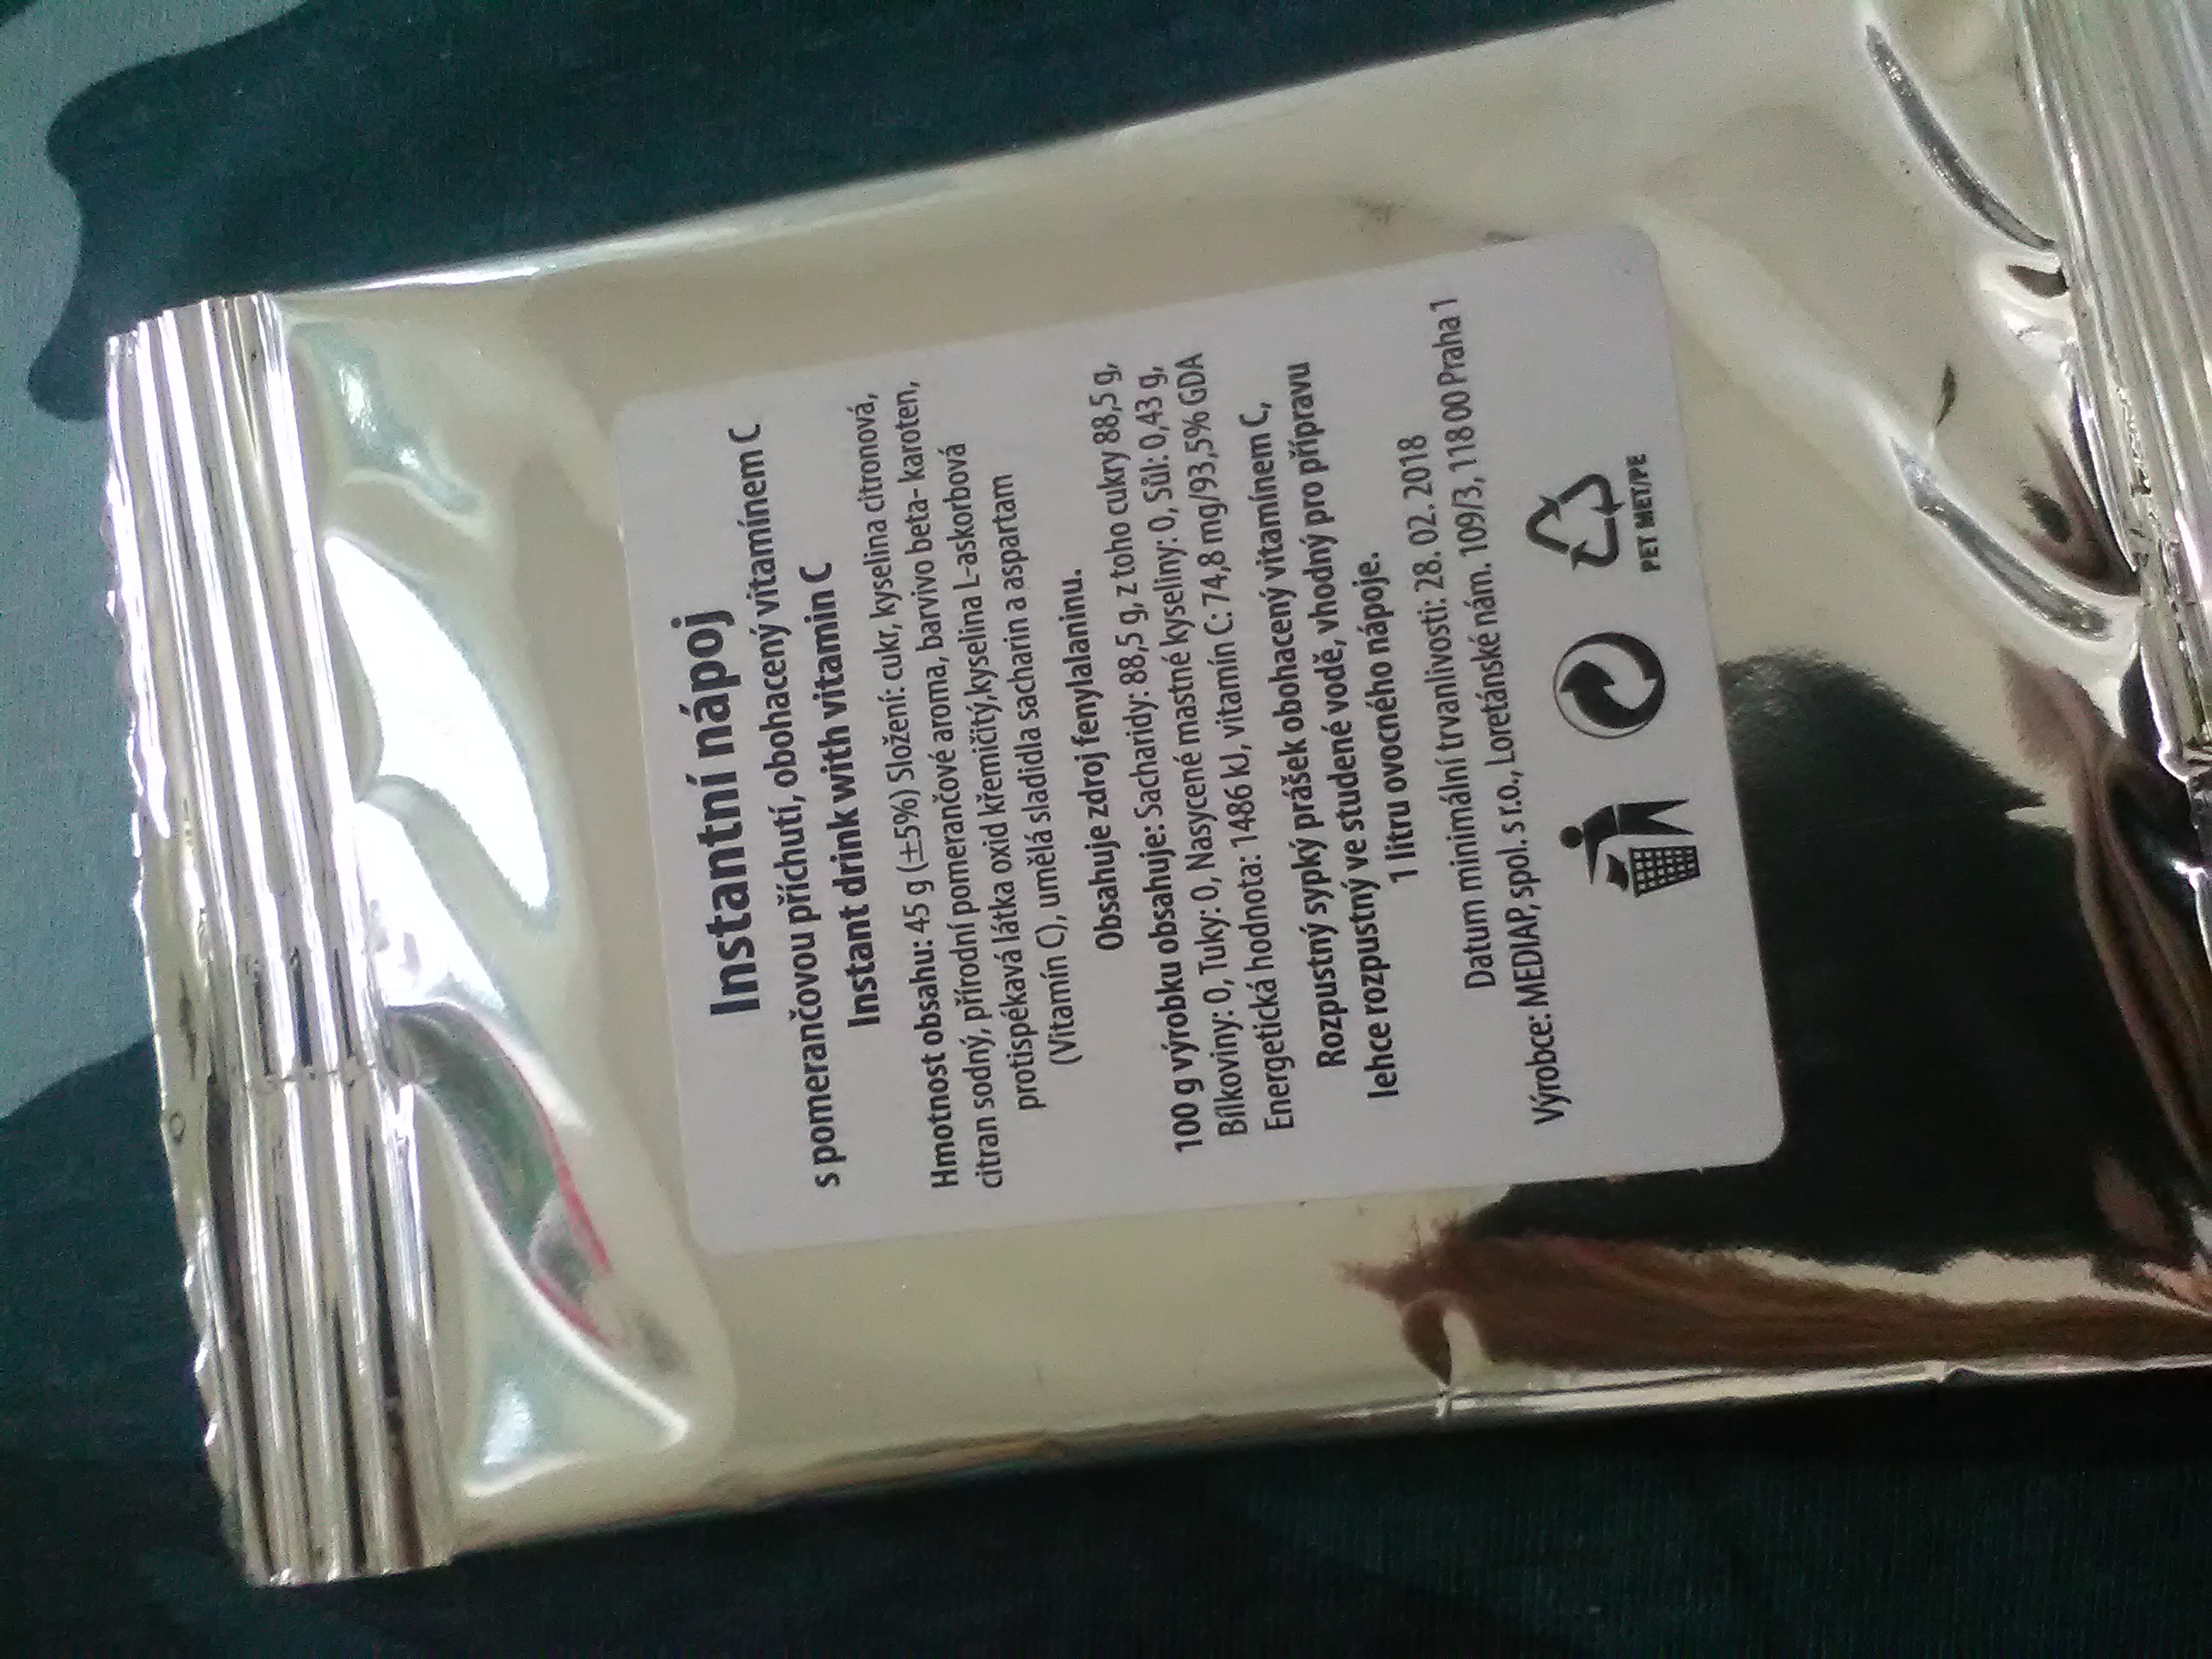 Instantní nápoj
s pomerančovou příchutí, obohacený vitamínem C
Instant drink with vitamin C
Hmotnost obsahu: 45 g (±5%) Složení: cukr, kyselina citronová,
citran sodný, přírodní pomerančové aroma, barvivo beta- karoten,
protispékavá látka oxid křemičitý,kyselina L-askorbová
(Vitamín C), umělá sladidla sacharin a aspartam
Obsahuje zdroj fenylalaninu.
100 g výrobku obsahuje: Sacharidy: 88,5 g, z toho cukry 88,5 g,
Bílkoviny: 0, Tuky: 0, Nasycené mastné kyseliny: 0, Sůl: 0,43 g,
Energetická hodnota: 1486 kJ, vitamín C: 74,8 mg/93,5% GDA
Rozpustný sypký prášek obohacený vitamínem C,
lehce rozpustný ve studené vodě, vhodný pro přípravu
1 litru ovocného nápoje.
Datum minimální trvanlivosti: 28. 02. 2018
Výrobce: MEDIAP, spol. s r.o., Loretánské nám. 109/3, 118 00 Praha 1
PET MET/PE